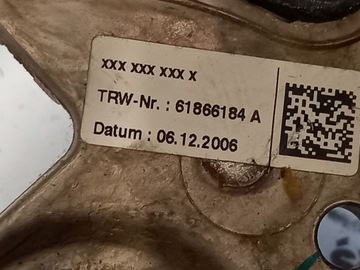 xxx xxx xxx x
TRW-Nr. : 61866184 A
Datum : 06.12.2006